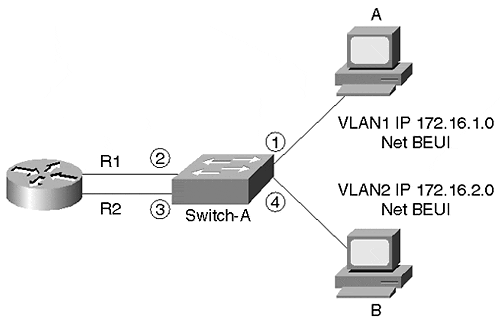 A
VLAN1 IP 172.16.1.0
Net BEUI
1
R1
2
R2
3
Switch-A
4
VLAN2 IP 172.16.2.0
Net BEUI
B